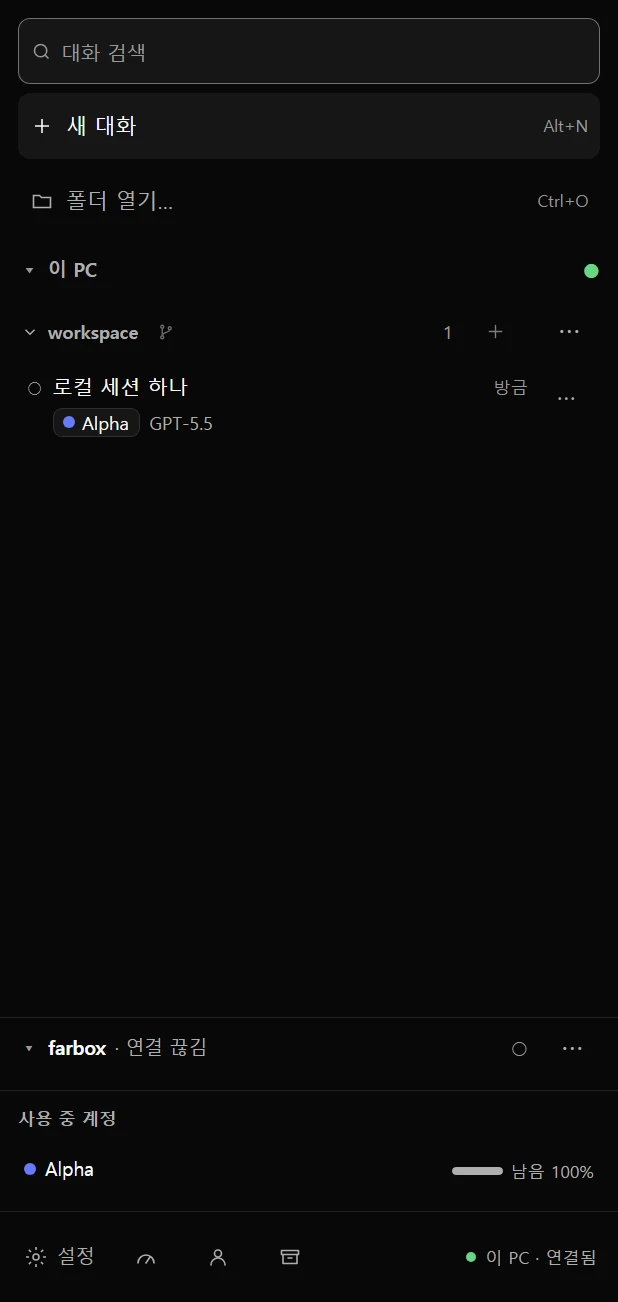 대화 검색
새 대화 Alt+N
폴더 열기... Ctrl+O
이 PC
workspace 1
로컬 세션 하나 방금
Alpha GPT-5.5
farbox · 연결 끊김
사용 중 계정
Alpha 남음 100%
설정 이 PC · 연결됨